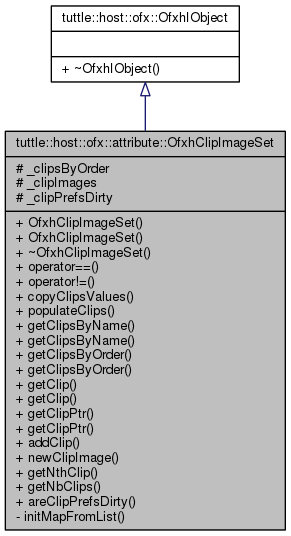 tuttle::host::ofx::OfxhIObject
+ ~OfxhIObject()
tuttle::host::ofx::attribute::OfxhClipImageSet
# _clipsByOrder
# _clipImages
# _clipPrefsDirty
+ OfxhClipImageSet()
+ OfxhClipImageSet()
+ ~OfxhClipImageSet()
+ operator==()
+ operator!=()
+ copyClipsValues()
+ populateClips()
+ getClipsByName()
+ getClipsByName()
+ getClipsByOrder()
+ getClipsByOrder()
+ getClip()
+ getClip()
+ getClipPtr()
+ getClipPtr()
+ addClip()
+ newClipImage()
+ getNthClip()
+ getNbClips()
+ areClipPrefsDirty()
- initMapFromList()